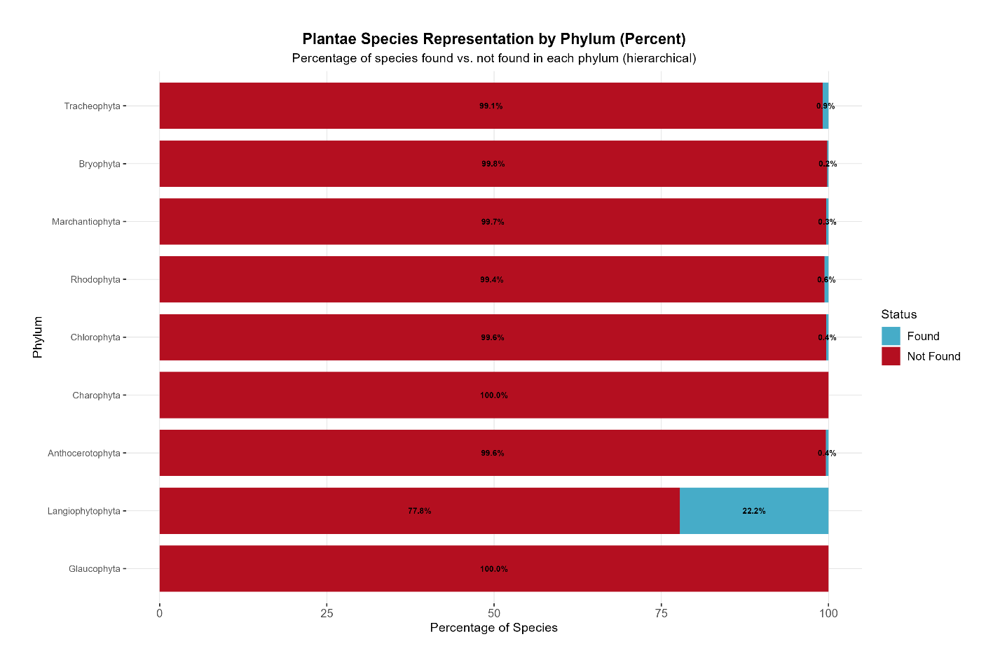 Plantae Species Representation by Phylum (Percent)
Percentage of species found vs. not found in each phylum (hierarchical)
Phylum
Tracheophyta 99.1% 0.9%
Bryophyta 99.8% 0.2%
Marchantiophyta 99.7% 0.3%
Rhodophyta 99.4% 0.6%
Chlorophyta 99.6% 0.4%
Charophyta 100.0%
Anthocerotophyta 99.6% 0.4%
Langiophytophyta 77.8% 22.2%
Glaucophyta 100.0%
0 25 50 75 100
Percentage of Species
Status
Found
Not Found